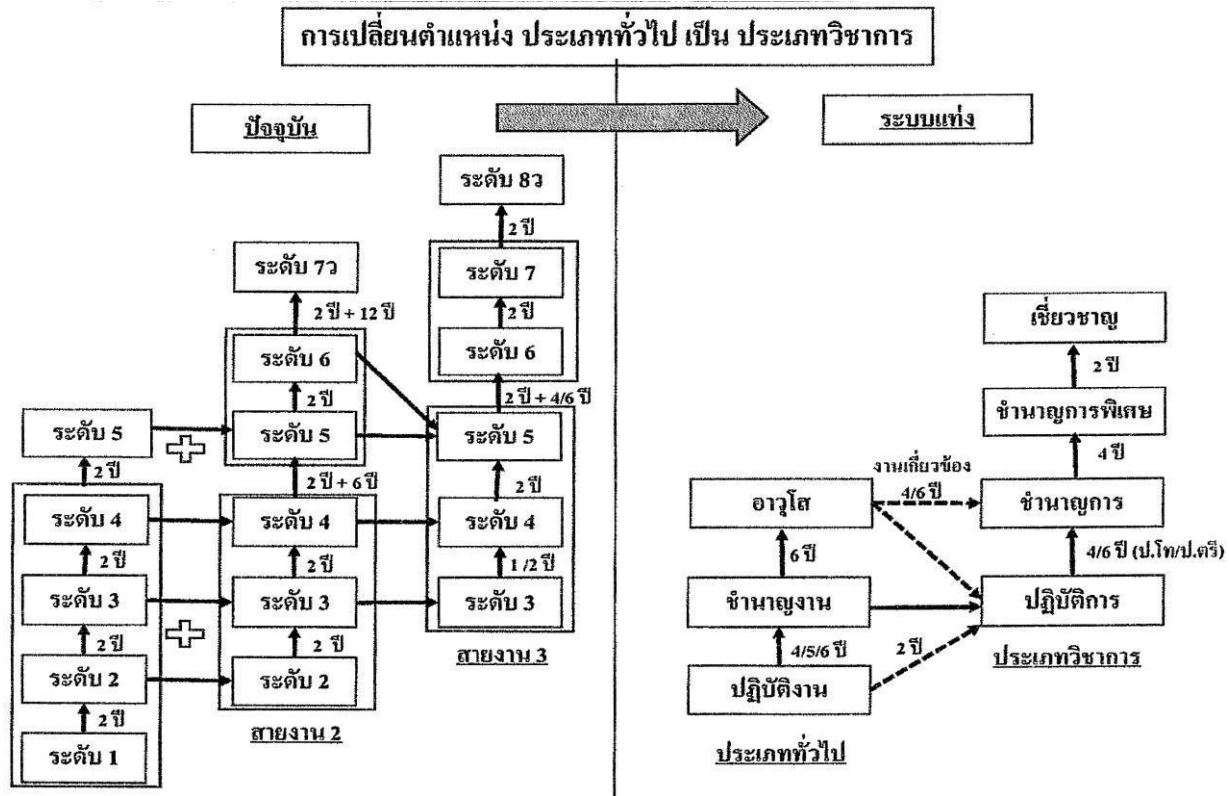 การเปลี่ยนตำแหน่ง ประเภททั่วไป เป็น ประเภทวิชาการ
ปัจจุบัน
ระดับ 5
2 ปี
ระดับ 4
2 ปี
ระดับ 3
2 ปี
ระดับ 2
2 ปี
ระดับ 1
ระดับ 7ว
2 ปี + 12 ปี
ระดับ 6
2 ปี
ระดับ 5
2 ปี + 6 ปี
ระดับ 4
2 ปี
ระดับ 3
2 ปี
ระดับ 2
สายงาน 2
ระดับ 8ว
2 ปี
ระดับ 7
2 ปี
ระดับ 6
2 ปี + 4/6 ปี
ระดับ 5
2 ปี
ระดับ 4
1 /2 ปี
ระดับ 3
สายงาน 3
ระบบแท่ง
อาวุโส
6 ปี
ชำนาญงาน
4/5/6 ปี
ปฏิบัติงาน
ประเภททั่วไป
งานเกี่ยวข้อง
4/6 ปี
2 ปี
เชี่ยวชาญ
2 ปี
ชำนาญการพิเศษ
4 ปี
ชำนาญการ
4/6 ปี (ป.โท/ป.ตรี)
ปฏิบัติการ
ประเภทวิชาการ